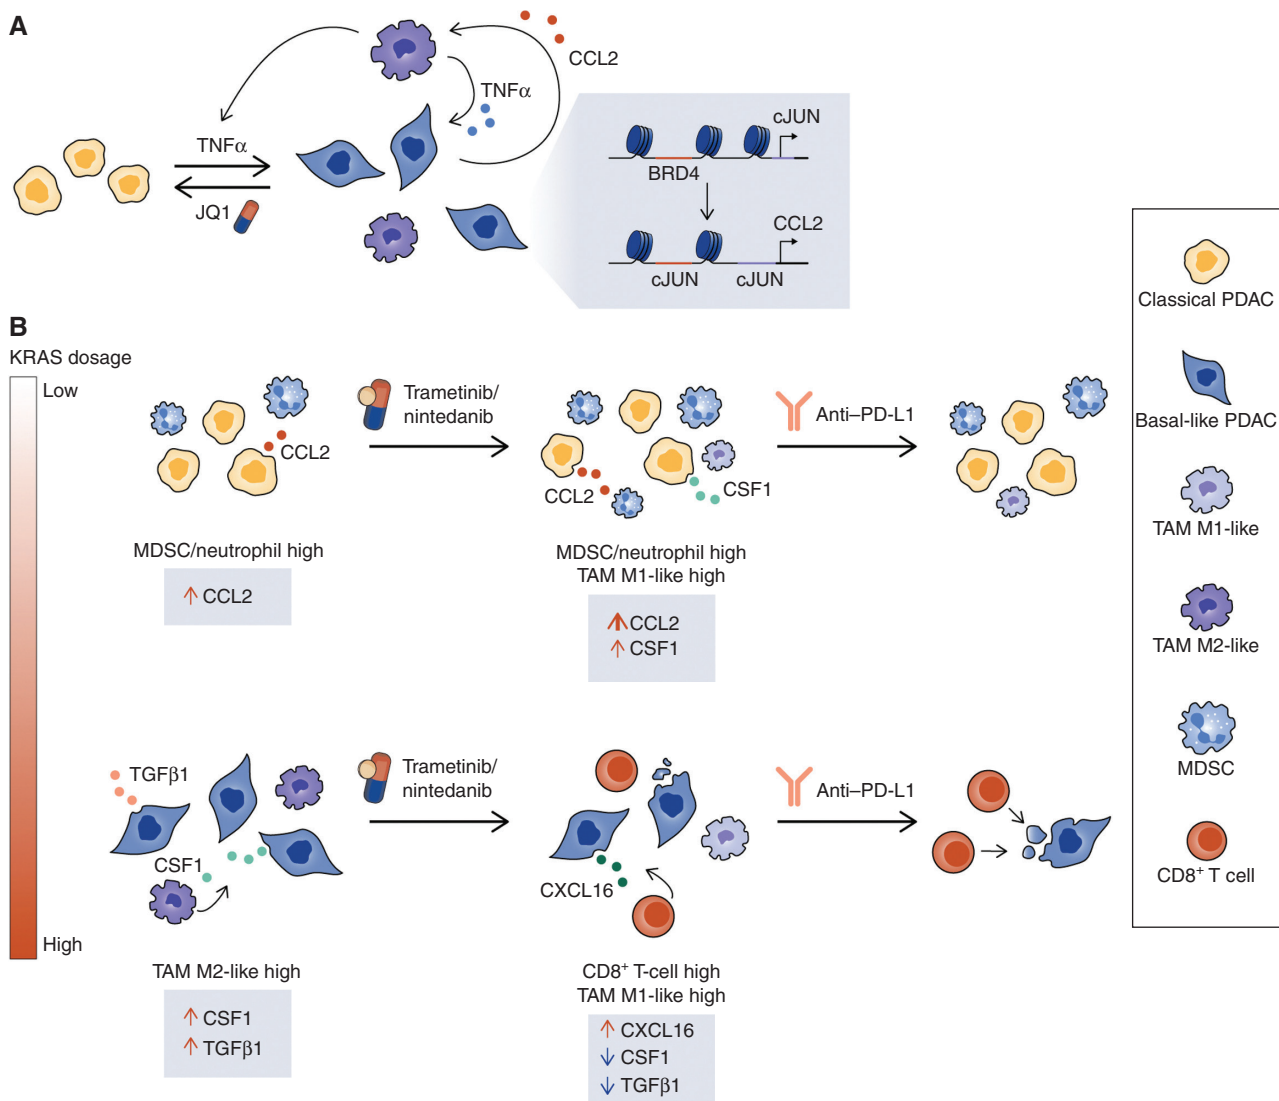 A
CCL2
TNFα
TNFα
JQ1
cJUN
BRD4
CCL2
cJUN
cJUN
B
KRAS dosage
Low
High
CCL2
MDSC/neutrophil high
↑ CCL2
Trametinib/
nintedanib
CCL2
CSF1
MDSC/neutrophil high
TAM M1-like high
↑ CCL2
↑ CSF1
Anti–PD-L1
TGFβ1
CSF1
TAM M2-like high
↑ CSF1
↑ TGFβ1
Trametinib/
nintedanib
CXCL16
CD8⁺ T-cell high
TAM M1-like high
↑ CXCL16
↓ CSF1
↓ TGFβ1
Anti–PD-L1
Classical PDAC
Basal-like PDAC
TAM M1-like
TAM M2-like
MDSC
CD8⁺ T cell